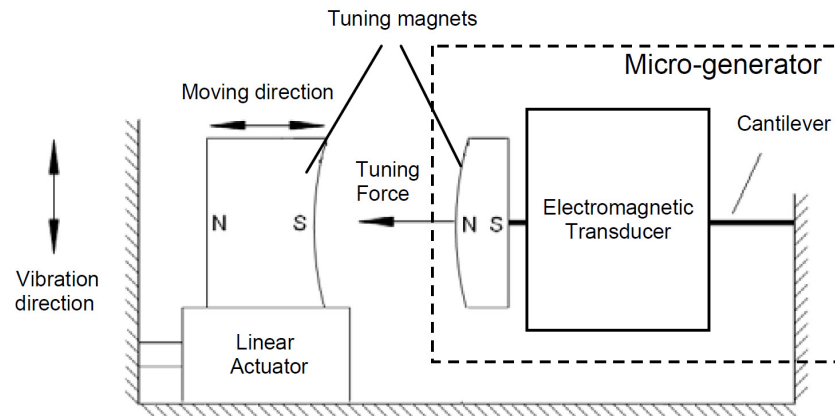 Tuning magnets
Micro-generator
Moving direction
Cantilever
Tuning
Force
N
S
N
S
Electromagnetic
Transducer
Vibration
direction
Linear
Actuator